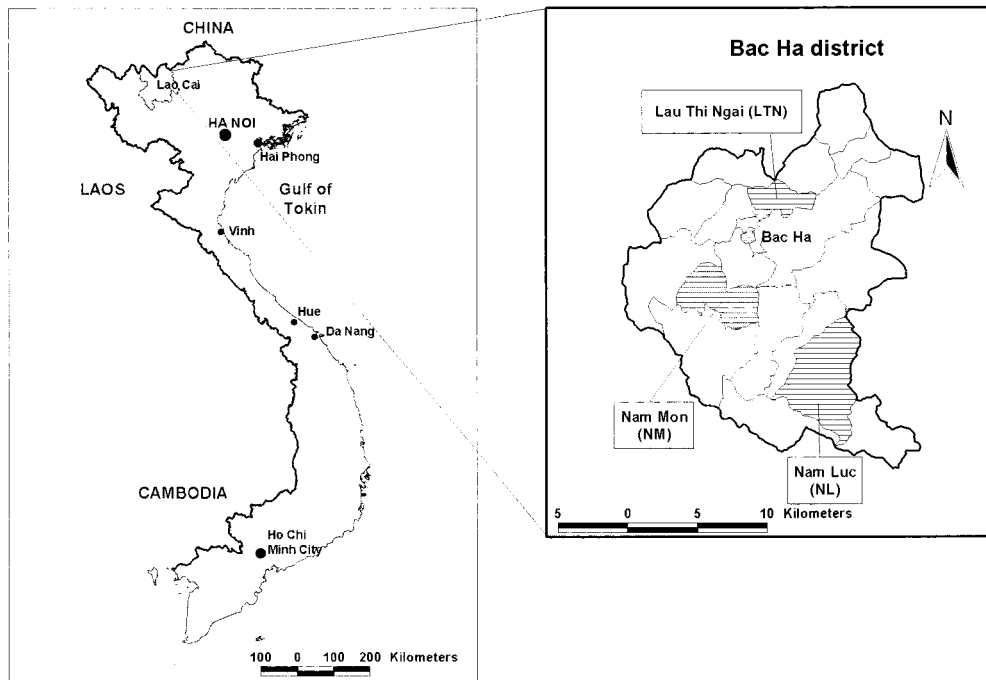 CHINA
Lao Cai
HA NOI
Hai Phong
LAOS
Gulf of
Tokin
Vinh
Hue
Da Nang
CAMBODIA
Ho Chi
Minh City
100 0 100 200 Kilometers
Bac Ha district
Lau Thi Ngai (LTN)
N
Bac Ha
Nam Mon
(NM)
Nam Luc
(NL)
5 0 5 10 Kilometers